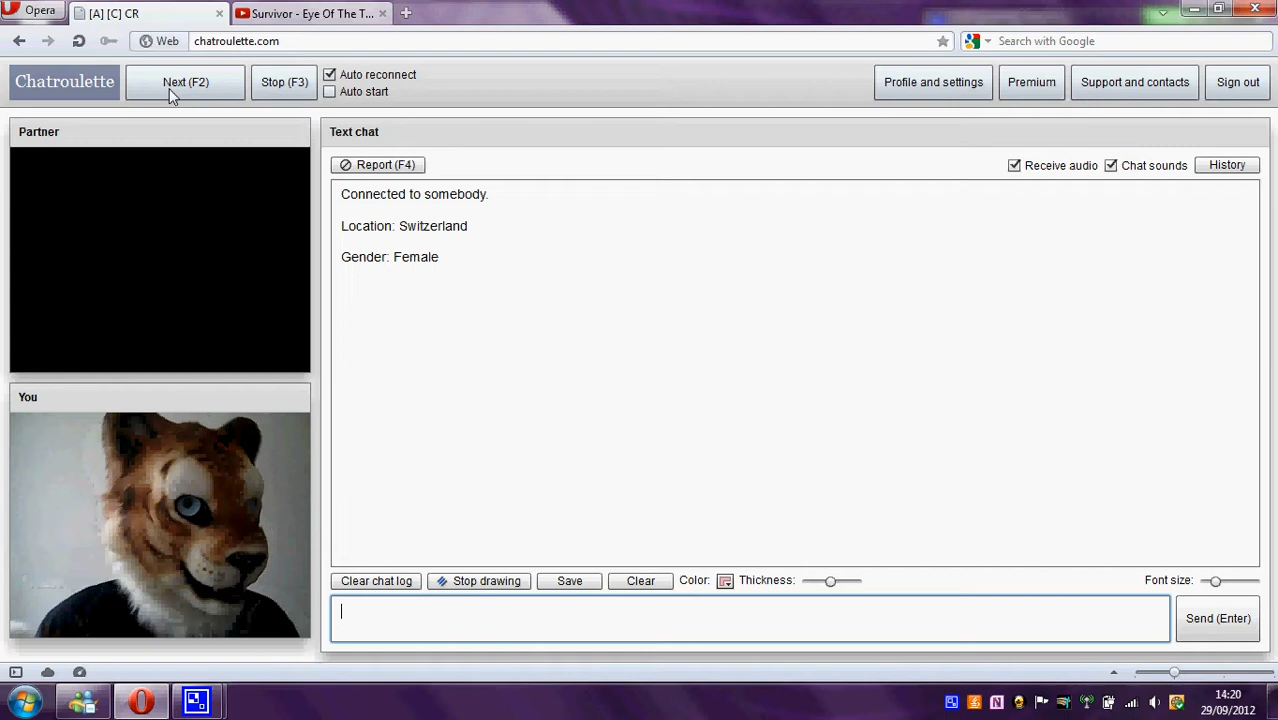 Opera
[A] [C] CR
Survivor - Eye Of The T...
Web
chatroulette.com
Search with Google
Chatroulette
Next (F2)
Stop (F3)
Auto reconnect
Auto start
Profile and settings
Premium
Support and contacts
Sign out
Partner
Text chat
Report (F4)
Receive audio
Chat sounds
History
Connected to somebody.
Location: Switzerland
Gender: Female
You
Clear chat log
Stop drawing
Save
Clear
Color:
Thickness:
Font size:
Send (Enter)
14:20
29/09/2012